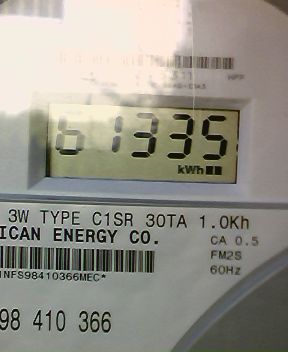 61335
kWh
3W TYPE C1SR 30TA 1.0Kh
ICAN ENERGY CO.
CA 0.5
FM2S
60Hz
NFS98410366MEC*
98 410 366